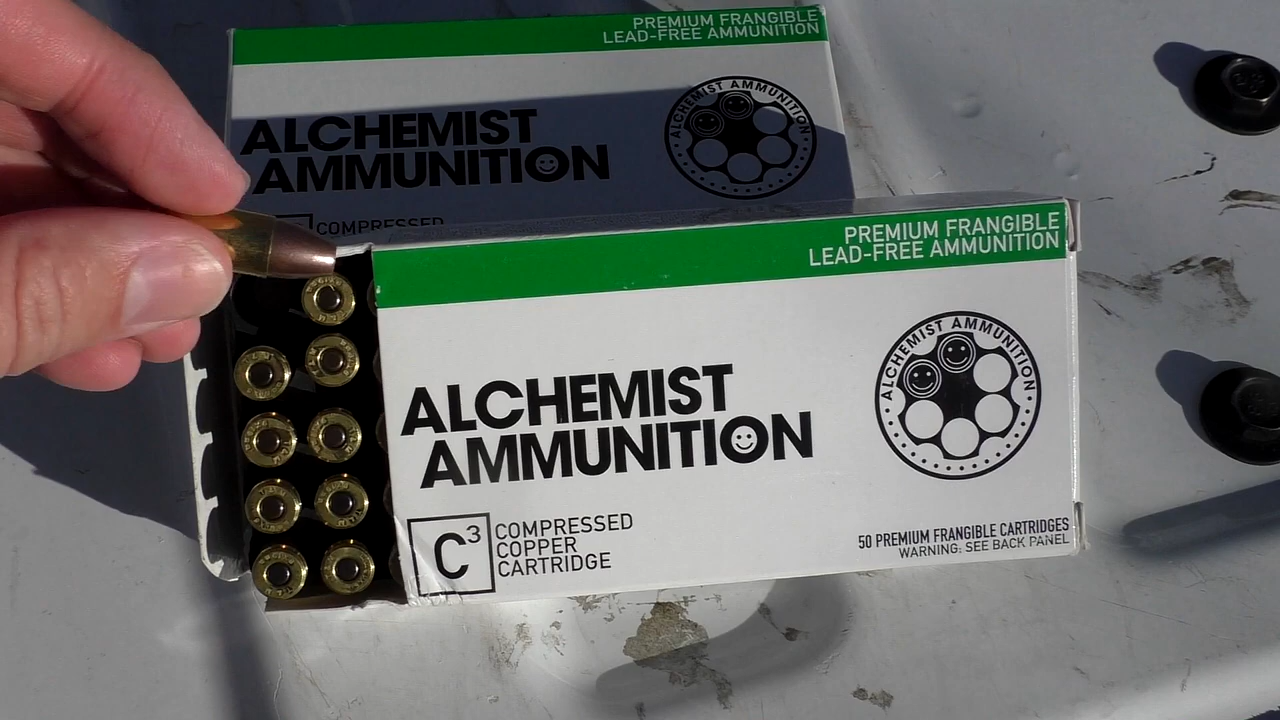 PREMIUM FRANGIBLE
LEAD-FREE AMMUNITION
ALCHEMIST
AMMUNITION
ALCHEMIST AMMUNITION
COMPRESSED
PREMIUM FRANGIBLE
LEAD-FREE AMMUNITION
ALCHEMIST AMMUNITION
ALCHEMIST
AMMUNITION
C³
COMPRESSED
COPPER
CARTRIDGE
50 PREMIUM FRANGIBLE CARTRIDGES
WARNING: SEE BACK PANEL